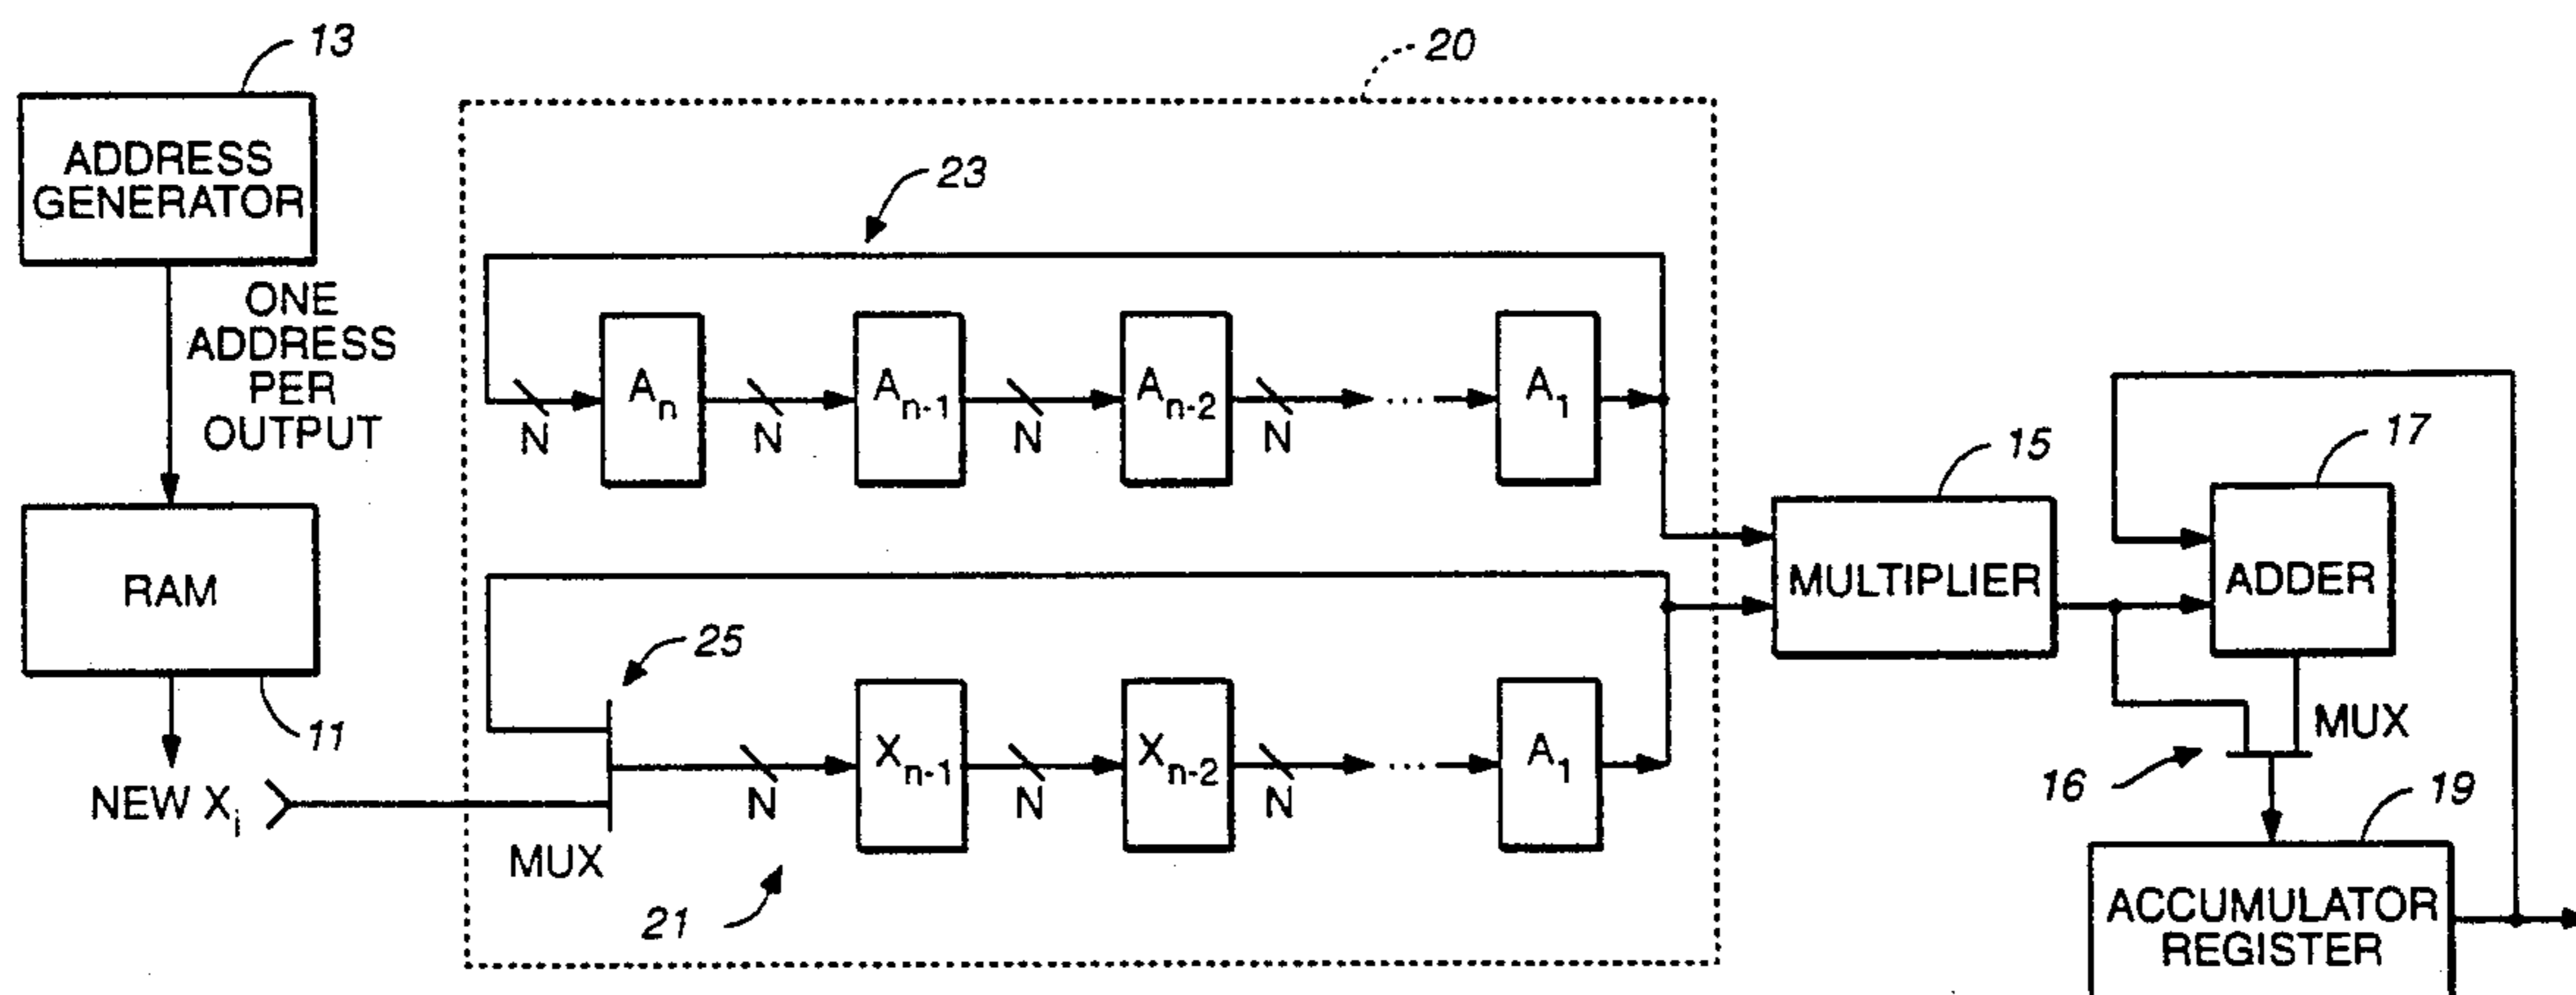 13
ADDRESS
GENERATOR
ONE
ADDRESS
PER
OUTPUT
RAM
11
NEW Xi
20
23
N
An
N
An-1
N
An-2
N
...
A1
25
MUX
N
Xn-1
N
Xn-2
N
...
A1
21
15
MULTIPLIER
17
ADDER
MUX
16
19
ACCUMULATOR
REGISTER